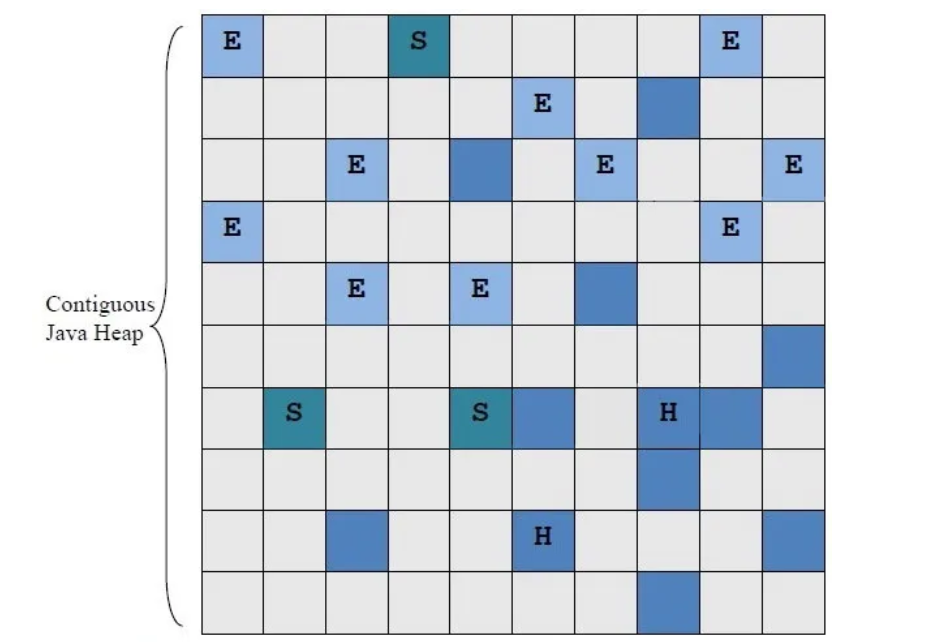 E S E
E
E E E
E E
E E
Contiguous
Java Heap
S S H
H